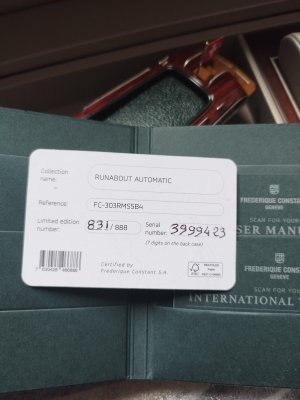 Collection
name:
RUNABOUT AUTOMATIC
Reference:
FC-303RMS5B4
Limited edition
number:
831 / 888
Serial
number:
3999423
(7 digits on the back case)
Certified by
Frederique Constant S.A.
FSC
FREDERIQUE CONSTANT
GENEVE
SCAN FOR YOUR
SER MANU
FREDERIQUE CONST
GENEVE
SCAN FOR YOUR
INTERNATIONAL